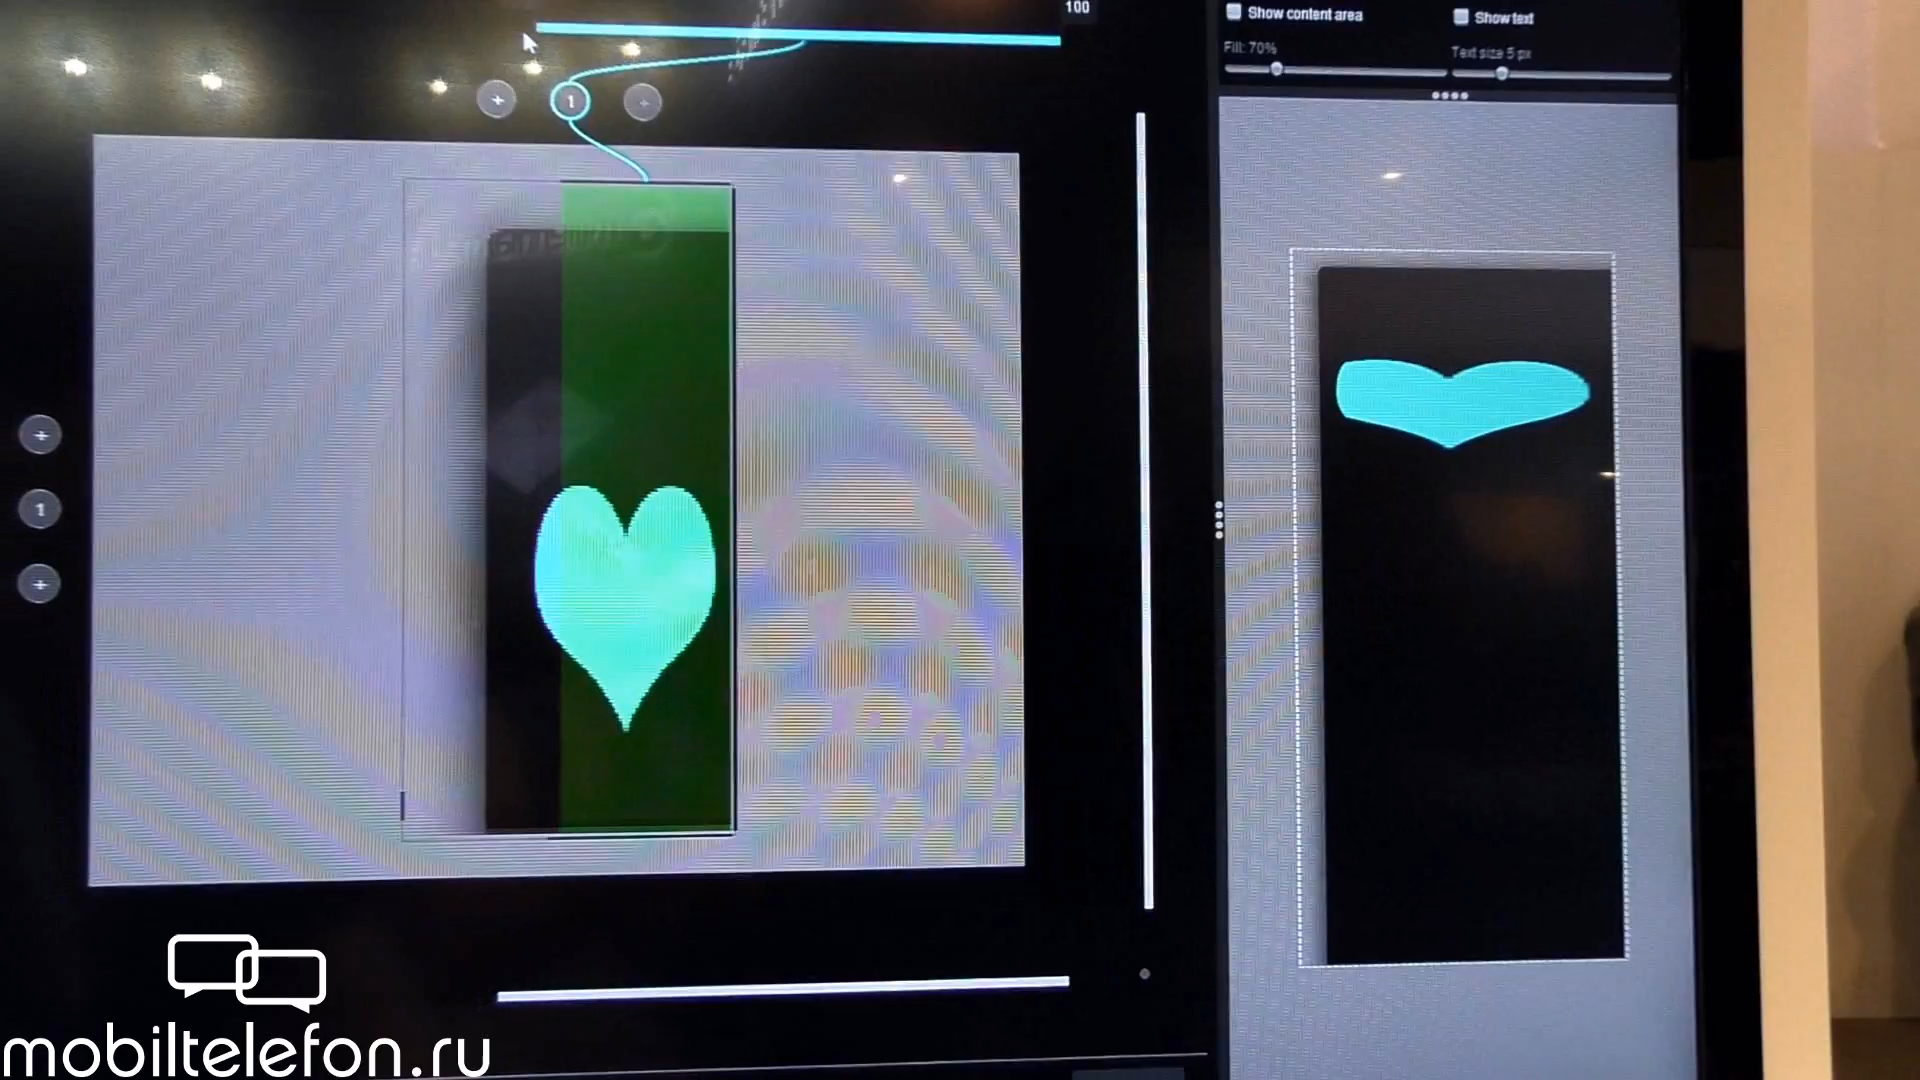 100
Show content area
Show text
Fill: 70%
Text size 5 px
1
1
mobiltelefon.ru